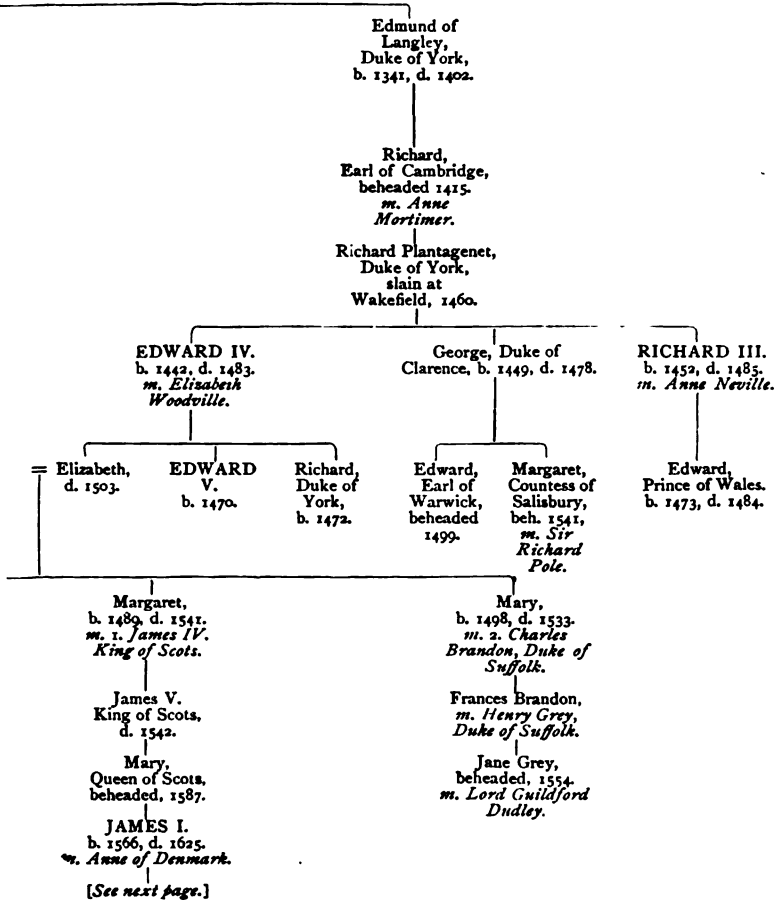 Edmund of
Langley,
Duke of York,
b. 1341, d. 1402.
Richard,
Earl of Cambridge,
beheaded 1415.
m. Anne
Mortimer.
Richard Plantagenet,
Duke of York,
slain at
Wakefield, 1460.
EDWARD IV.
b. 1442, d. 1483.
m. Elizabeth
Woodville.
George, Duke of
Clarence, b. 1449, d. 1478.
RICHARD III.
b. 1452, d. 1485.
m. Anne Neville.
= Elizabeth,
d. 1503.
EDWARD
V.
b. 1470.
Richard,
Duke of
York,
b. 1472.
Edward,
Earl of
Warwick,
beheaded
1499.
Margaret,
Countess of
Salisbury,
beh. 1541,
m. Sir
Richard
Pole.
Edward,
Prince of Wales.
b. 1473, d. 1484.
Margaret,
b. 1489, d. 1541.
m. 1. James IV.
King of Scots.
James V.
King of Scots,
d. 1542.
Mary,
Queen of Scots,
beheaded, 1587.
JAMES I.
b. 1566, d. 1625.
m. Anne of Denmark.
[See next page.]
Mary,
b. 1498, d. 1533.
m. 2. Charles
Brandon, Duke of
Suffolk.
Frances Brandon,
m. Henry Grey,
Duke of Suffolk.
Jane Grey,
beheaded, 1554.
m. Lord Guildford
Dudley.